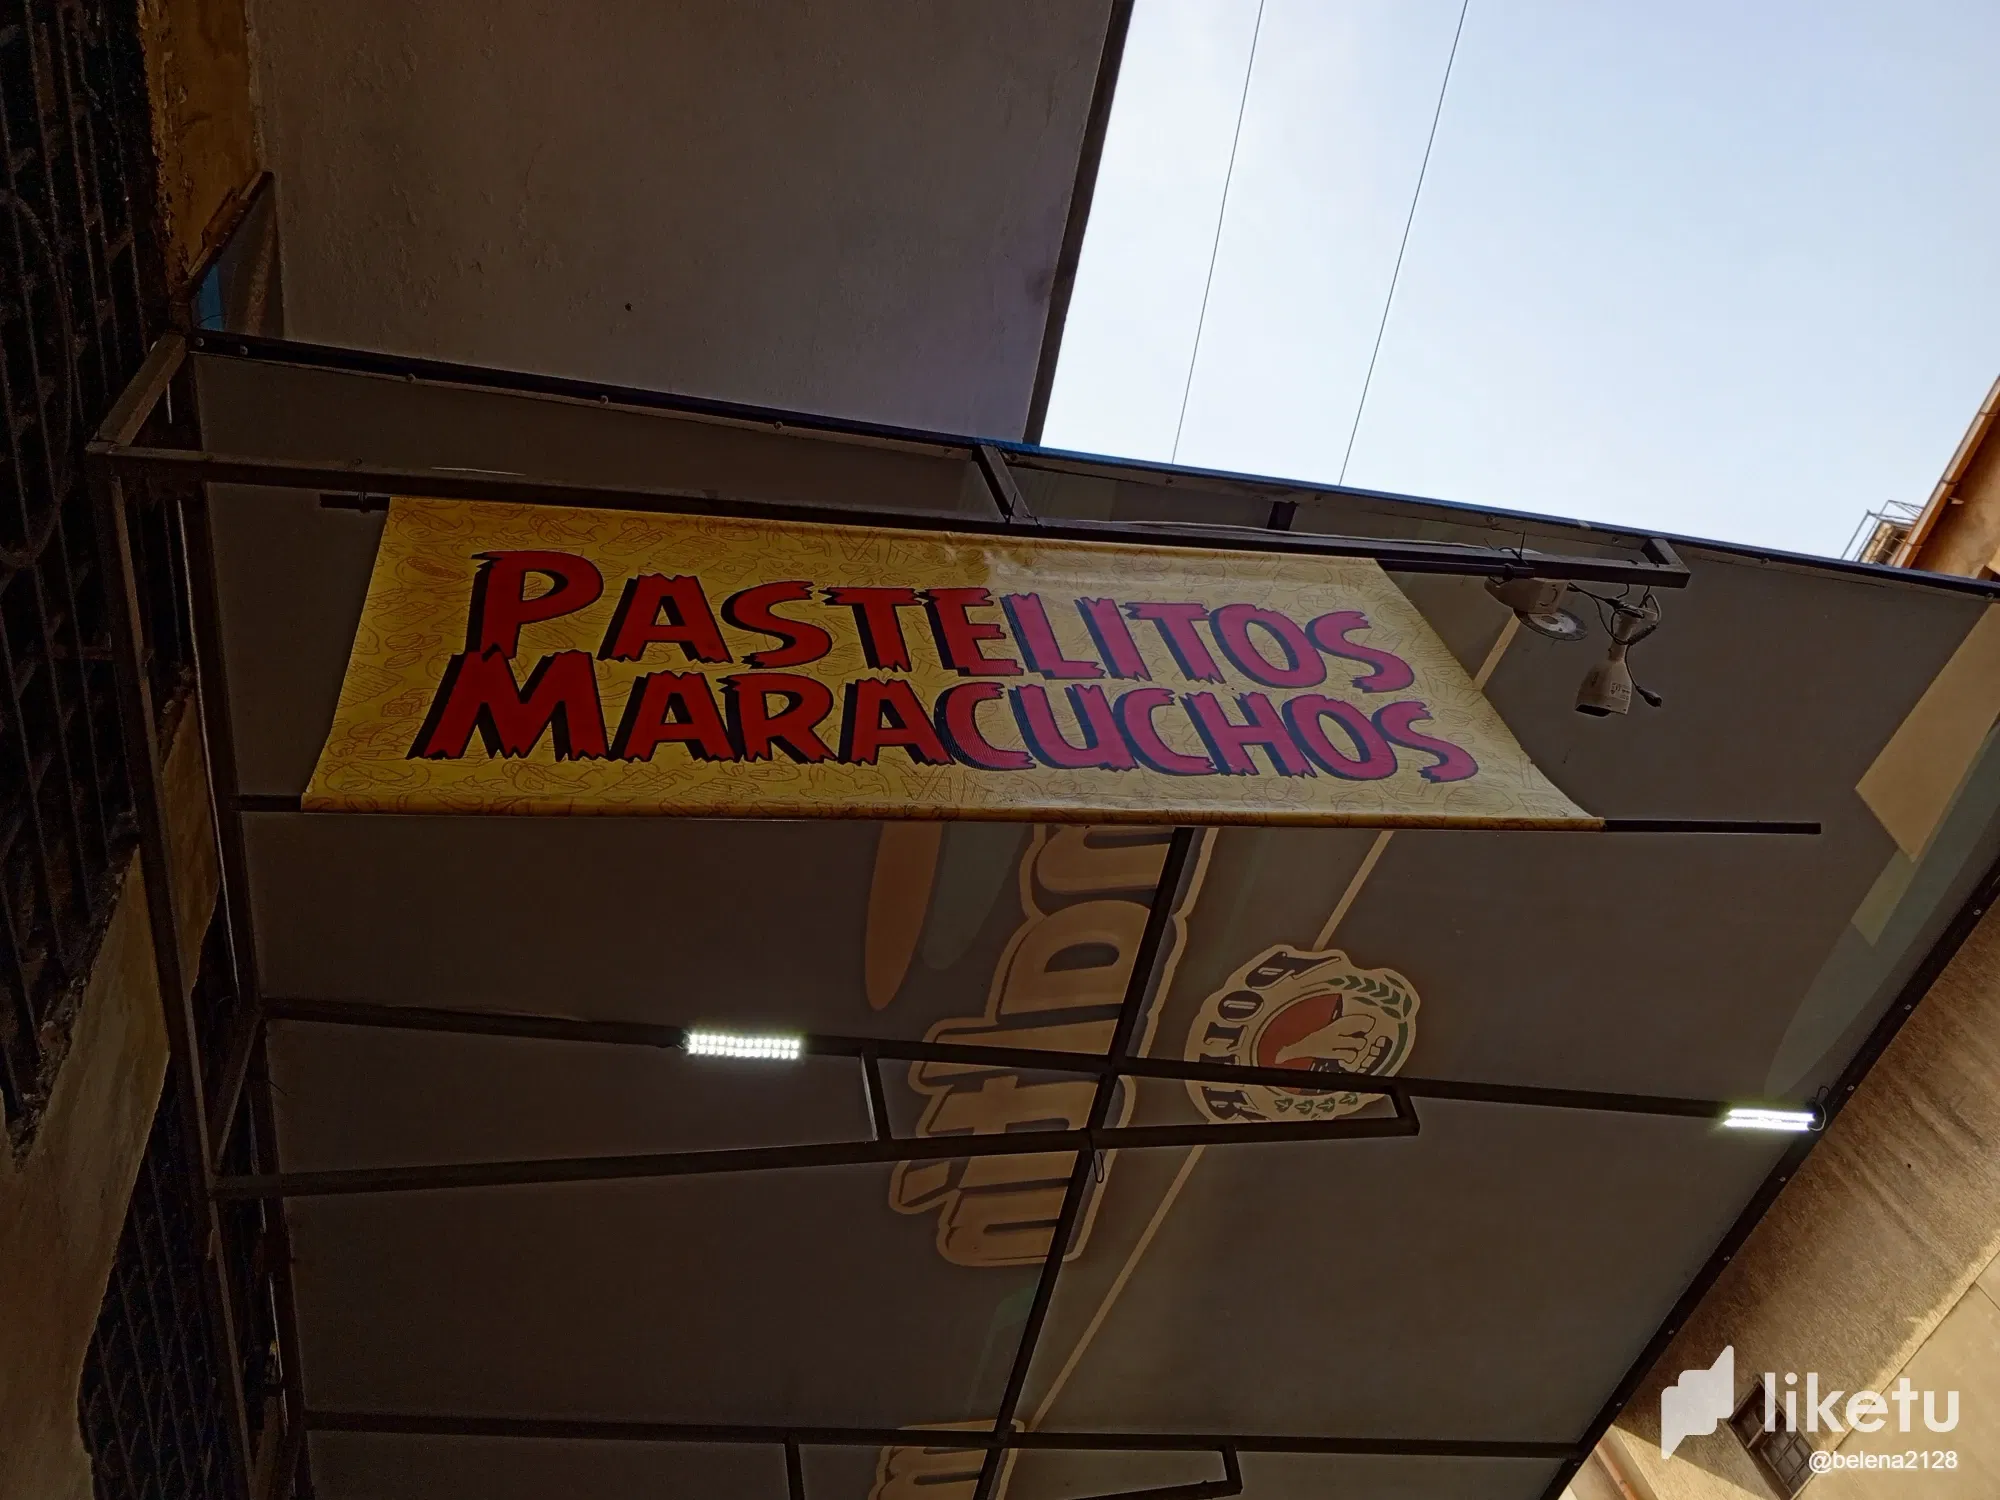 PASTELITOS
MARACUCHOS
liketu
@belena2128